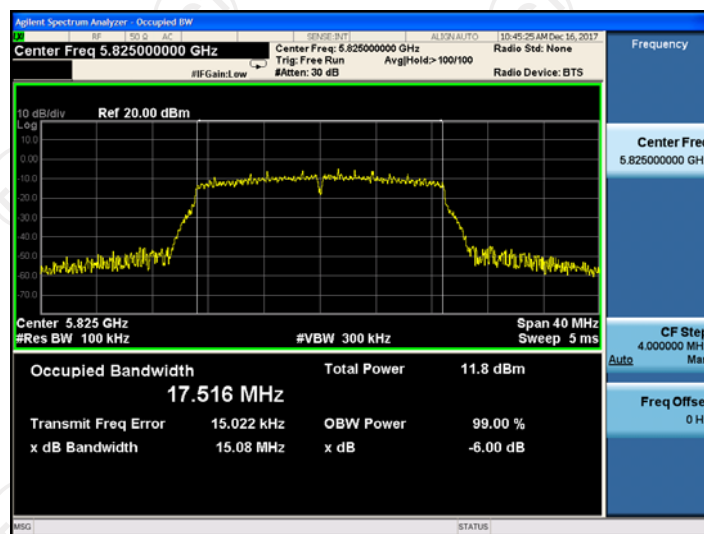 Agilent Spectrum Analyzer - Occupied BW
RF 50 Ω AC SENSE:INT ALIGN AUTO 10:45:25 AM Dec 16, 2017
Center Freq 5.825000000 GHz
Center Freq: 5.825000000 GHz
Radio Std: None
Trig: Free Run Avg|Hold:> 100/100
#IFGain:Low #Atten: 30 dB Radio Device: BTS
10 dB/div Ref 20.00 dBm
Log
10.0
0.00
-10.0
-20.0
-30.0
-40.0
-50.0
-60.0
-70.0
Center 5.825 GHz Span 40 MHz
#Res BW 100 kHz #VBW 300 kHz Sweep 5 ms
Occupied Bandwidth Total Power 11.8 dBm
17.516 MHz
Transmit Freq Error 15.022 kHz OBW Power 99.00 %
x dB Bandwidth 15.08 MHz x dB -6.00 dB
MSG STATUS
Frequency
Center Fre
5.825000000 GH
CF Step
4.000000 MH
Auto Ma
Freq Offse
0 H